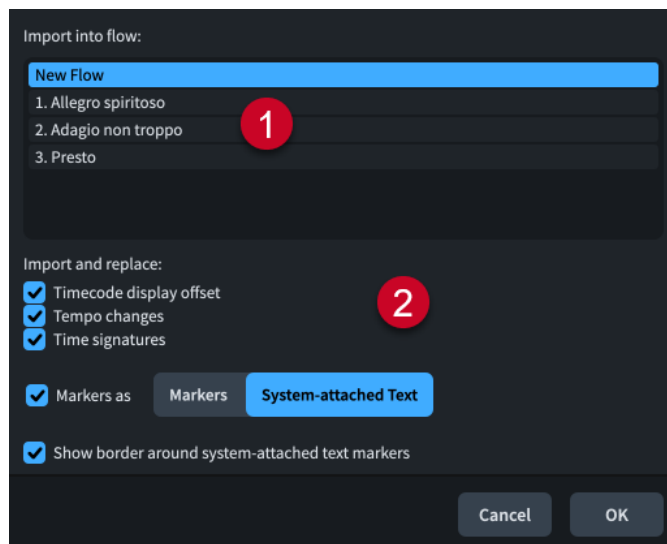 Import into flow:
New Flow
1. Allegro spiritoso
2. Adagio non troppo
1
3. Presto
Import and replace:
Timecode display offset
Tempo changes
2
Time signatures
Markers as Markers System-attached Text
Show border around system-attached text markers
Cancel OK